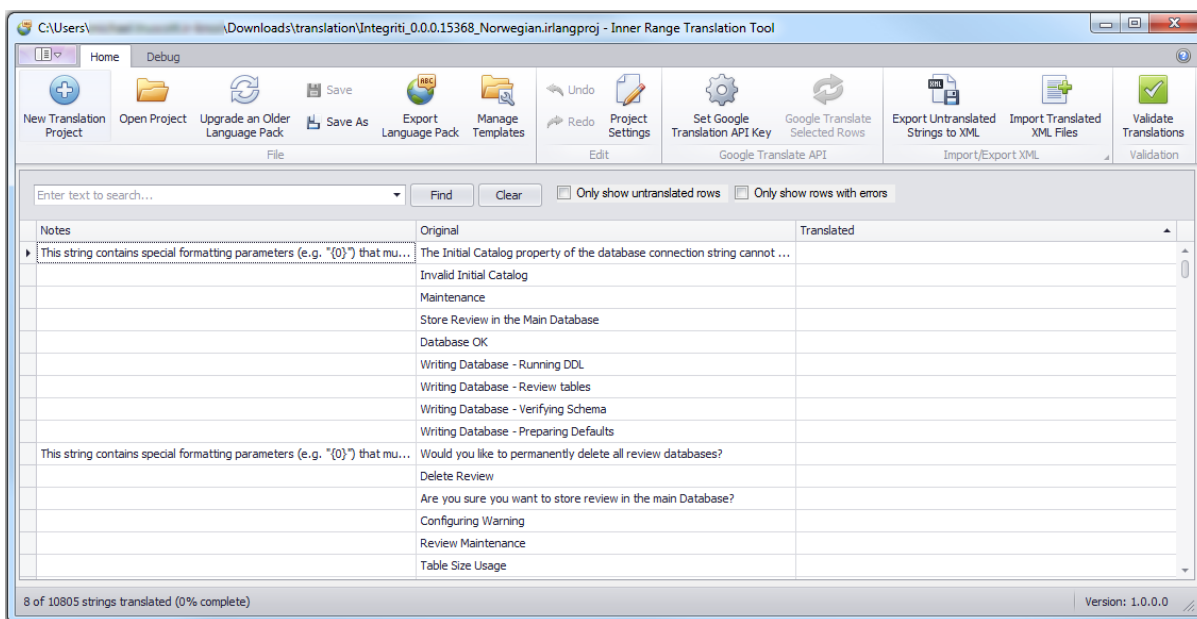 C:\Users\ \Downloads\translation\Integriti_0.0.0.15368_Norwegian.irlangproj - Inner Range Translation Tool
Home Debug
New Translation Project
Open Project
Upgrade an Older Language Pack
Save
Save As
Export Language Pack
Manage Templates
File
Undo
Redo
Project Settings
Edit
Set Google Translation API Key
Google Translate Selected Rows
Google Translate API
Export Untranslated Strings to XML
Import Translated XML Files
Import/Export XML
Validate Translations
Validation
Enter text to search...
Find
Clear
Only show untranslated rows
Only show rows with errors
Notes Original Translated
This string contains special formatting parameters (e.g. "{0}") that mu... The Initial Catalog property of the database connection string cannot ...
Invalid Initial Catalog
Maintenance
Store Review in the Main Database
Database OK
Writing Database - Running DDL
Writing Database - Review tables
Writing Database - Verifying Schema
Writing Database - Preparing Defaults
This string contains special formatting parameters (e.g. "{0}") that mu... Would you like to permanently delete all review databases?
Delete Review
Are you sure you want to store review in the main Database?
Configuring Warning
Review Maintenance
Table Size Usage
8 of 10805 strings translated (0% complete)
Version: 1.0.0.0